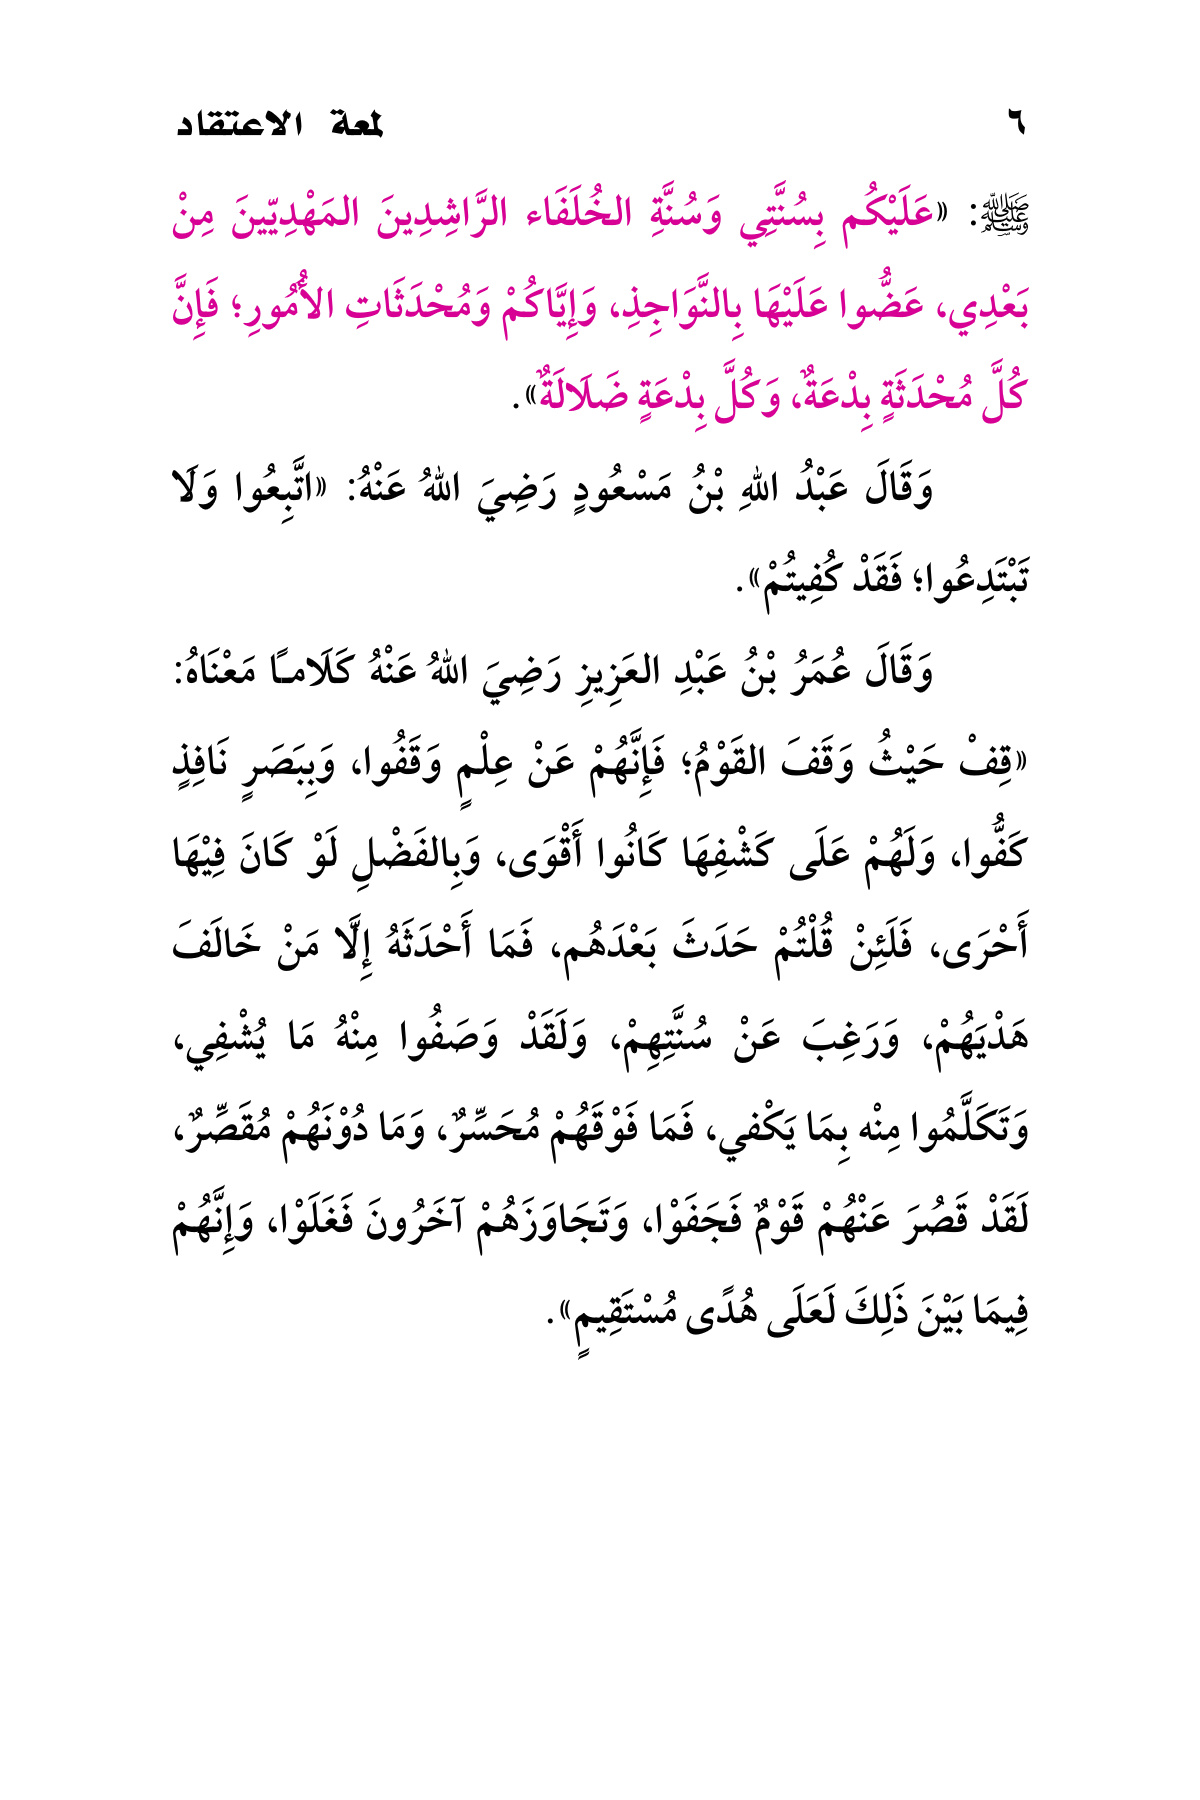 ٦ لمعة الاعتقاد
ﷺ: «عَلَيْكُم بِسُنَّتِي وَسُنَّةِ الخُلَفَاء الرَّاشِدِينَ المَهْدِيّينَ مِنْ
بَعْدِي، عَضُّوا عَلَيْهَا بِالنَّوَاجِذِ، وَإِيَّاكُمْ وَمُحْدَثَاتِ الأُمُورِ؛ فَإِنَّ
كُلَّ مُحْدَثَةٍ بِدْعَةٌ، وَكُلَّ بِدْعَةٍ ضَلَالَةٌ».
وَقَالَ عَبْدُ اللهِ بْنُ مَسْعُودٍ رَضِيَ اللهُ عَنْهُ: «اتَّبِعُوا وَلَا
تَبْتَدِعُوا؛ فَقَدْ كُفِيتُمْ».
وَقَالَ عُمَرُ بْنُ عَبْدِ العَزِيزِ رَضِيَ اللهُ عَنْهُ كَلَامـًا مَعْنَاهُ:
«قِفْ حَيْثُ وَقَفَ القَوْمُ؛ فَإِنَّهُمْ عَنْ عِلْمٍ وَقَفُوا، وَبِبَصَرٍ نَافِذٍ
كَفُّوا، وَلَهُمْ عَلَى كَشْفِهَا كَانُوا أَقْوَى، وَبِالفَضْلِ لَوْ كَانَ فِيْهَا
أَحْرَى، فَلَئِنْ قُلْتُمْ حَدَثَ بَعْدَهُم، فَمَا أَحْدَثَهُ إِلَّا مَنْ خَالَفَ
هَدْيَهُمْ، وَرَغِبَ عَنْ سُنَّتِهِمْ، وَلَقَدْ وَصَفُوا مِنْهُ مَا يُشْفِي،
وَتَكَلَّمُوا مِنْه بِمَا يَكْفي، فَمَا فَوْقَهُمْ مُحَسِّرٌ، وَمَا دُوْنَهُمْ مُقَصِّرٌ،
لَقَدْ قَصُرَ عَنْهُمْ قَوْمٌ فَجَفَوْا، وَتَجَاوَزَهُمْ آخَرُونَ فَغَلَوْا، وَإِنَّهُمْ
فِيمَا بَيْنَ ذَلِكَ لَعَلَى هُدًى مُسْتَقِيمٍ».